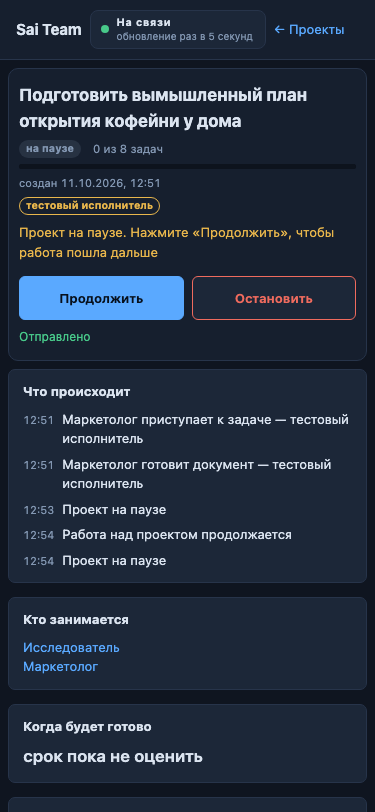 Sai Team
На связи
обновление раз в 5 секунд
← Проекты
Подготовить вымышленный план
открытия кофейни у дома
на паузе
0 из 8 задач
создан 11.10.2026, 12:51
тестовый исполнитель
Проект на паузе. Нажмите «Продолжить», чтобы
работа пошла дальше
Продолжить
Остановить
Отправлено
Что происходит
12:51 Маркетолог приступает к задаче — тестовый
исполнитель
12:51 Маркетолог готовит документ — тестовый
исполнитель
12:53 Проект на паузе
12:54 Работа над проектом продолжается
12:54 Проект на паузе
Кто занимается
Исследователь
Маркетолог
Когда будет готово
срок пока не оценить